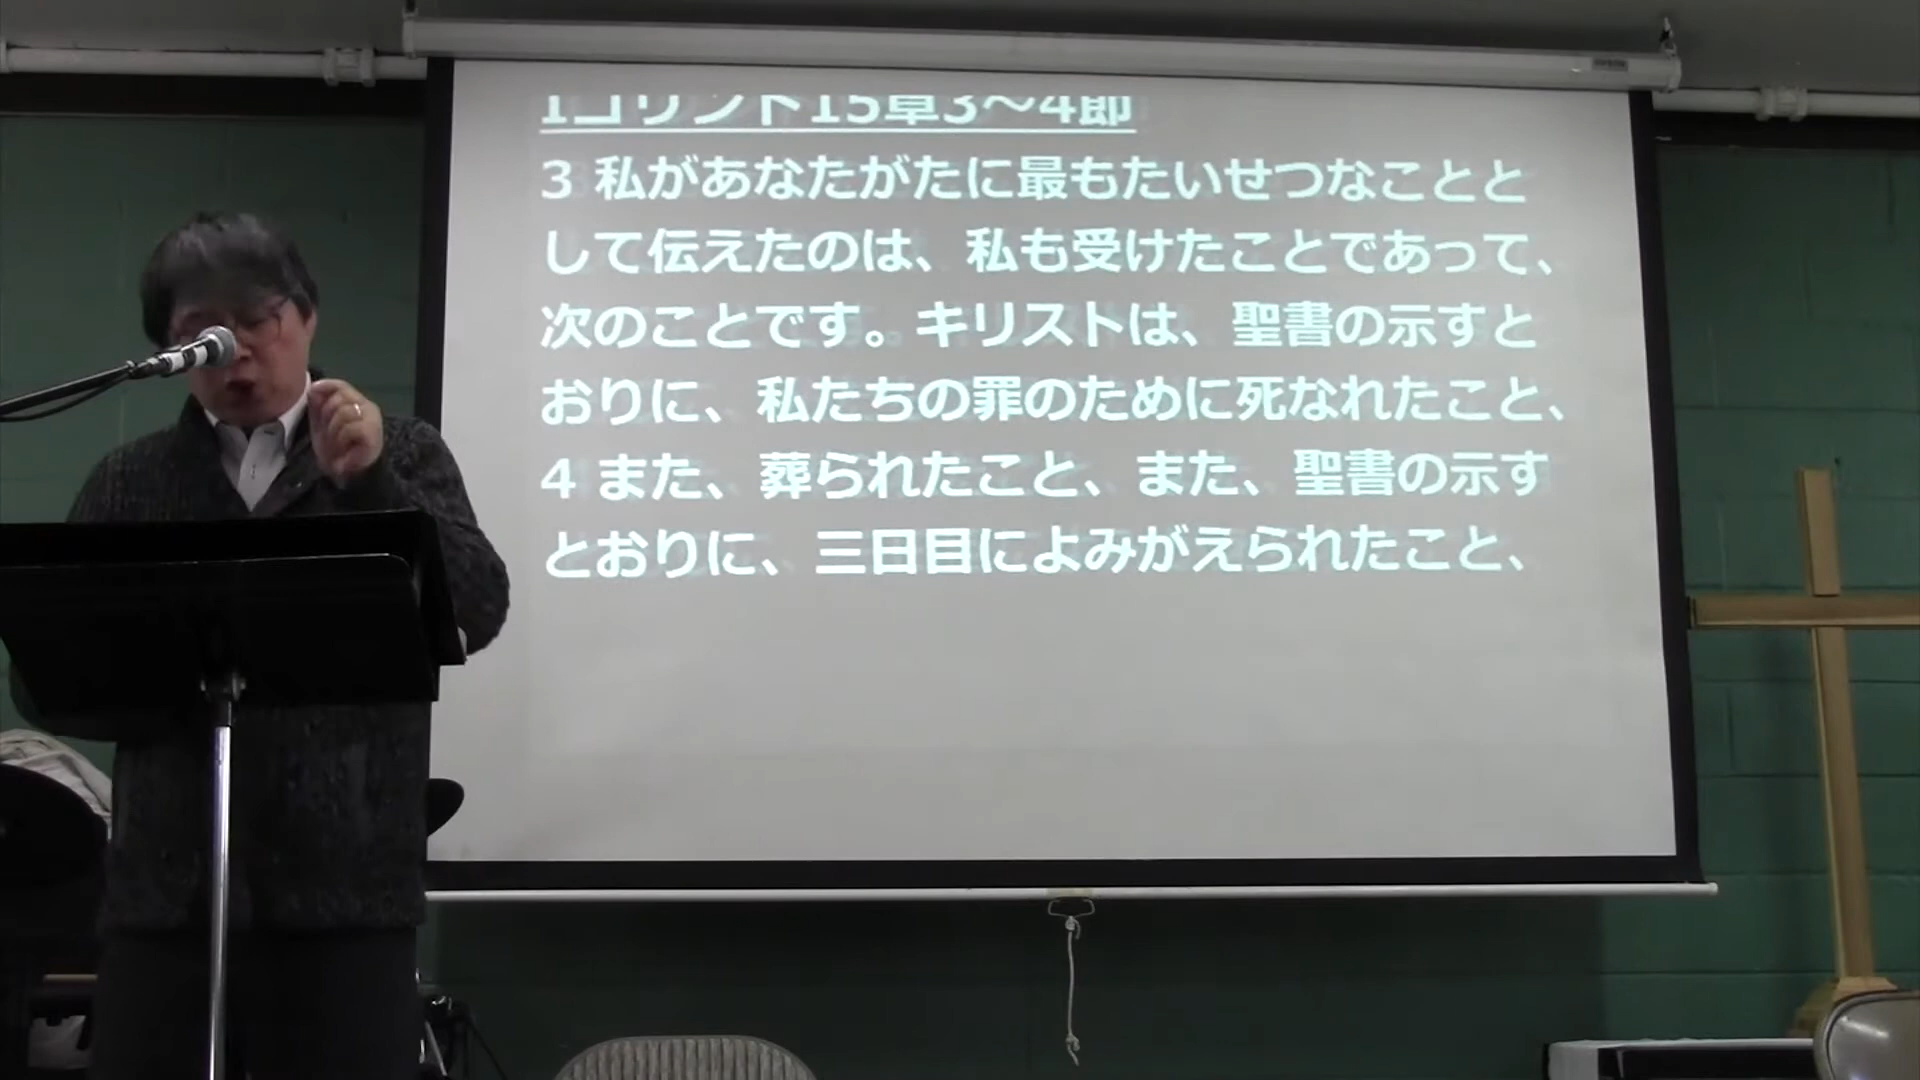 1コリント15章3〜4節
3 私があなたがたに最もたいせつなことと
して伝えたのは、私も受けたことであって、
次のことです。キリストは、聖書の示すと
おりに、私たちの罪のために死なれたこと、
4 また、葬られたこと、また、聖書の示す
とおりに、三日目によみがえられたこと、